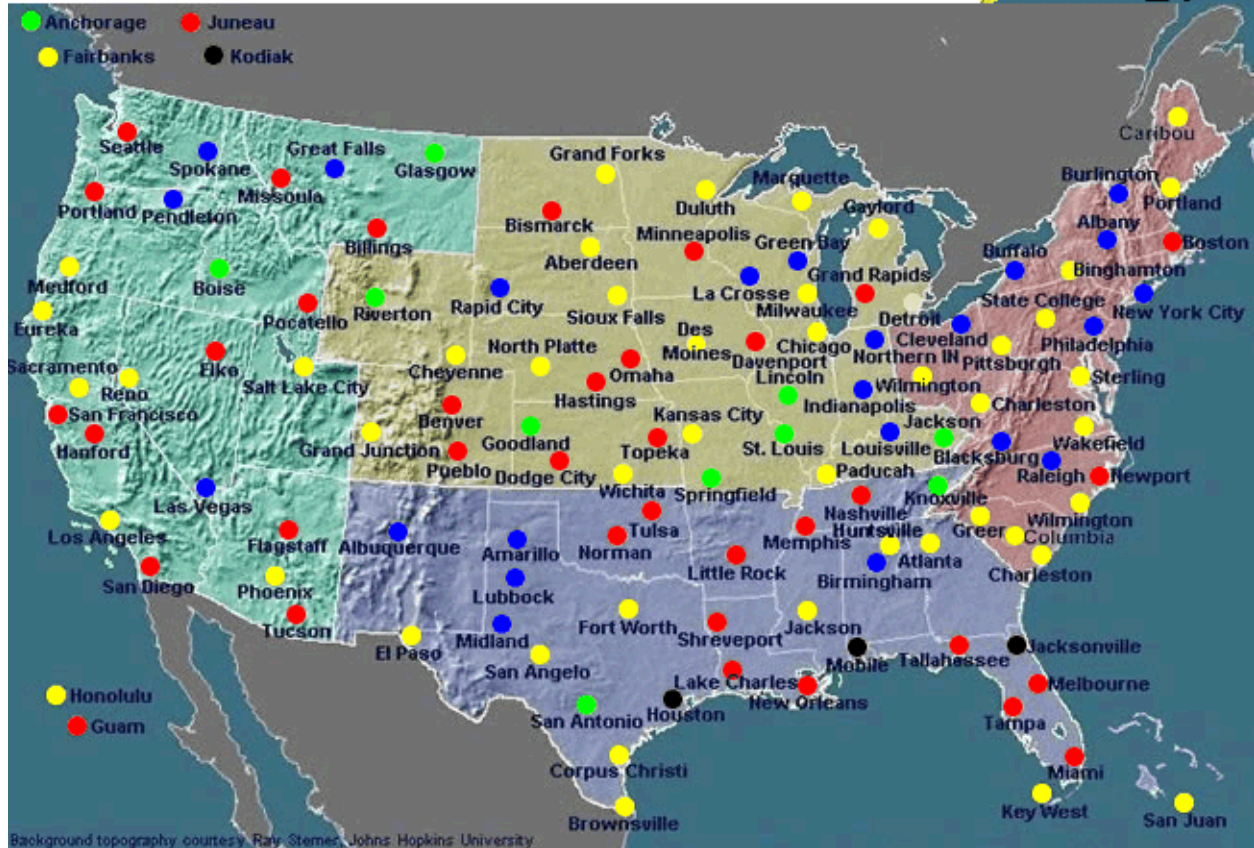 Anchorage
Juneau
Fairbanks
Kodiak
Caribou
Seattle
Spokane
Great Falls
Glasgow
Grand Forks
Marquette
Burlington
Portland
Pendleton
Missoula
Duluth
Gaylord
Portland
Albany
Billings
Bismarck
Minneapolis
Green Bay
Buffalo
Boston
Medford
Boise
Aberdeen
Grand Rapids
Binghamton
Eureka
Pocatello
Riverton
Rapid City
La Crosse
Milwaukee
State College
New York City
Sioux Falls
Des
Moines
Detroit
Cleveland
Philadelphia
Sacramento
Elko
North Platte
Davenport
Chicago
Northern IN
Pittsburgh
Reno
Salt Lake City
Cheyenne
Omaha
Lincoln
Wilmington
Sterling
San Francisco
Hastings
Indianapolis
Charleston
Hanford
Denver
Kansas City
Jackson
Grand Junction
Goodland
Topeka
St. Louis
Louisville
Wakefield
Pueblo
Dodge City
Paducah
Blacksburg
Raleigh
Newport
Las Vegas
Wichita
Springfield
Knoxville
Los Angeles
Flagstaff
Albuquerque
Amarillo
Norman
Tulsa
Memphis
Nashville
Huntsville
Greer
Wilmington
Columbia
San Diego
Phoenix
Lubbock
Little Rock
Birmingham
Atlanta
Charleston
Tucson
Midland
Fort Worth
Shreveport
Jackson
El Paso
San Angelo
Mobile
Tallahassee
Jacksonville
Honolulu
Guam
San Antonio
Houston
Lake Charles
New Orleans
Melbourne
Tampa
Corpus Christi
Miami
Brownsville
Key West
San Juan
Background topography courtesy Ray Sterner, Johns Hopkins University